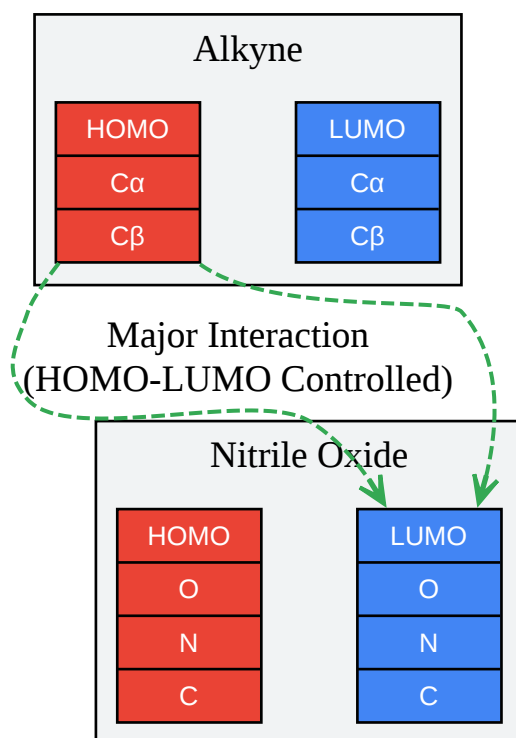 Alkyne
HOMO
Cα
Cβ
LUMO
Cα
Cβ
Major Interaction
(HOMO-LUMO Controlled)
Nitrile Oxide
HOMO
O
N
C
LUMO
O
N
C